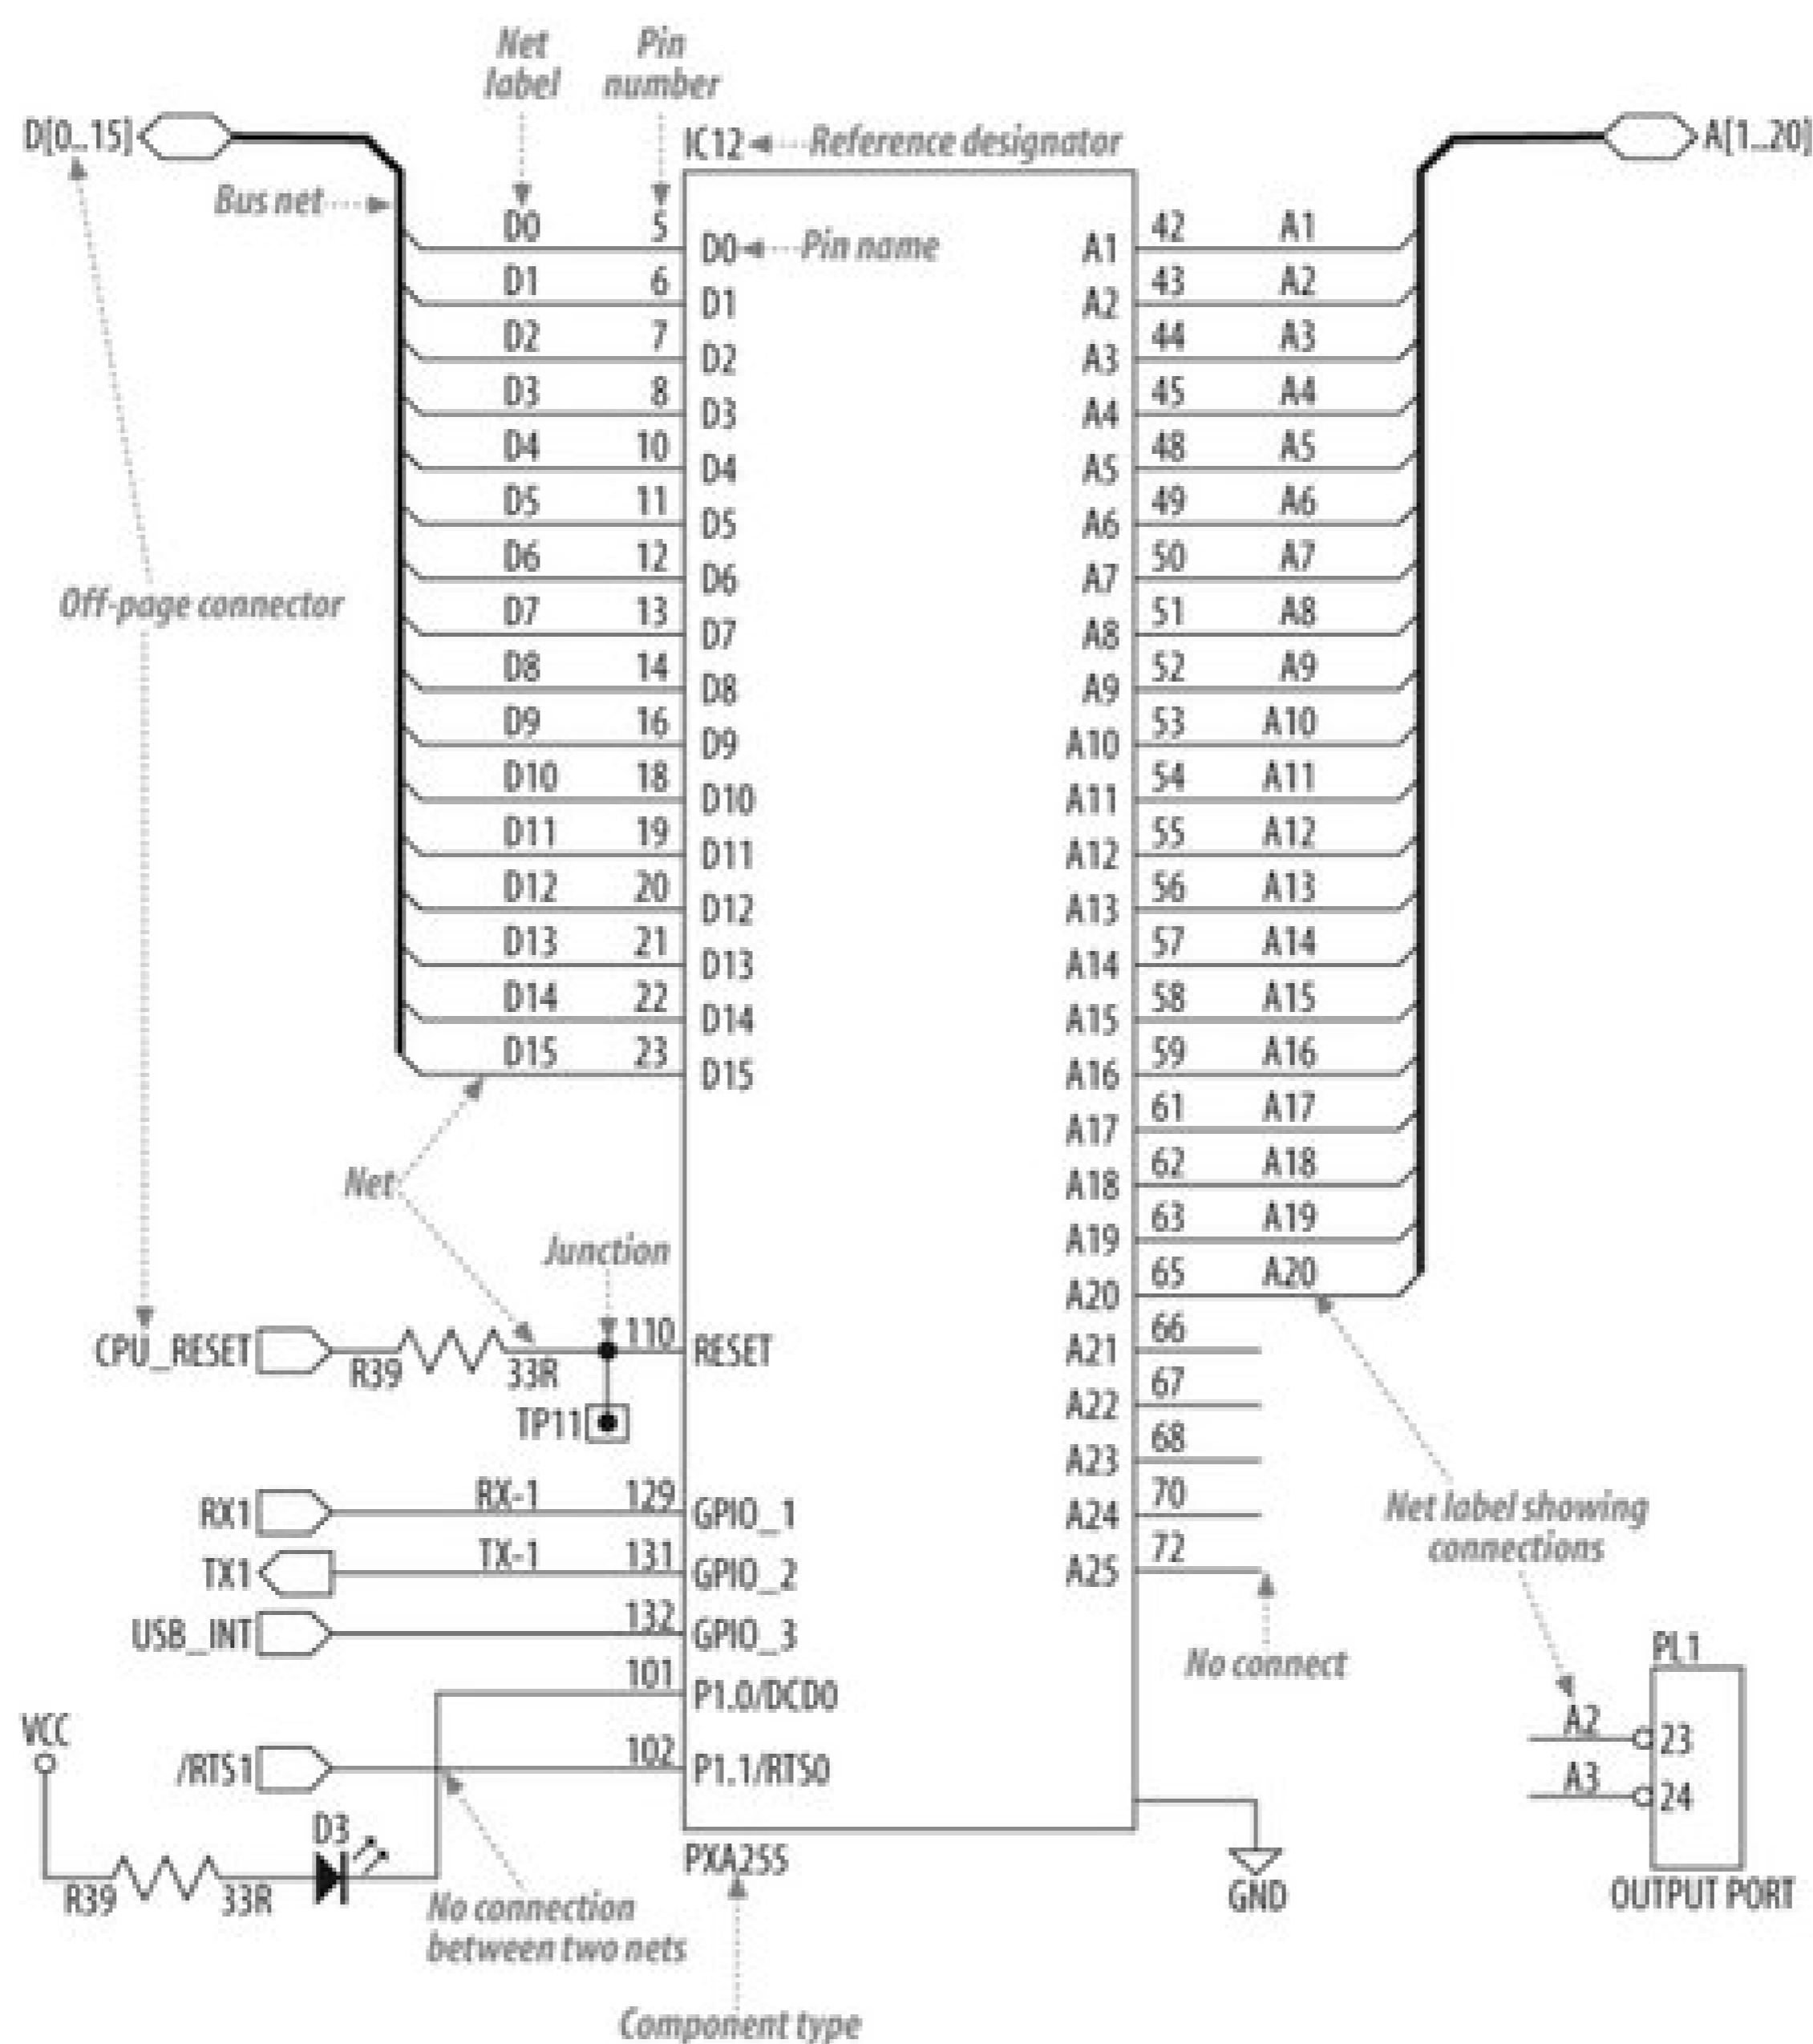 Net
label
Pin
number
D[0..15]
IC12
Reference designator
A[1..20]
Bus net
D0 5 D0 Pin name A1 42 A1
D1 6 D1 A2 43 A2
D2 7 D2 A3 44 A3
D3 8 D3 A4 45 A4
D4 10 D4 A5 48 A5
D5 11 D5 A6 49 A6
D6 12 D6 A7 50 A7
Off-page connector
D7 13 D7 A8 51 A8
D8 14 D8 A9 52 A9
D9 16 D9 A10 53 A10
D10 18 D10 A11 54 A11
D11 19 D11 A12 55 A12
D12 20 D12 A13 56 A13
D13 21 D13 A14 57 A14
D14 22 D14 A15 58 A15
D15 23 D15 A16 59 A16
A17 61 A17
Net
A18 62 A18
Junction
A19 63 A19
A20 65 A20
CPU_RESET R39 33R 110 RESET
A21 66
TP11
A22 67
A23 68
RX1 RX-1 129 GPIO_1
A24 70
Net label showing
connections
TX1 TX-1 131 GPIO_2
A25 72
USB_INT 132 GPIO_3
No connect
PL1
101 P1.0/DCD0
VCC
A2 23
/RTS1 102 P1.1/RTS0
A3 24
D3
R39 33R
PXA255
GND
OUTPUT PORT
No connection
between two nets
Component type